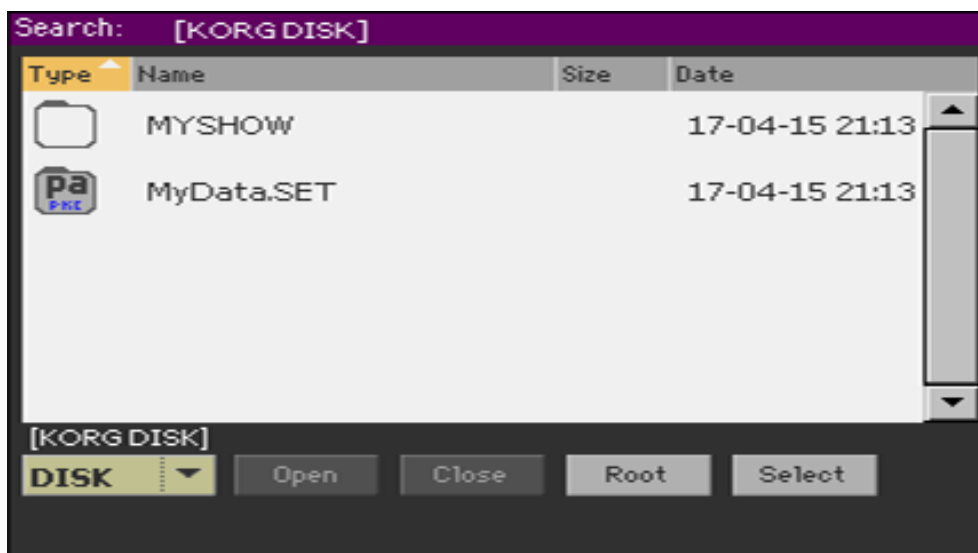 Search: [KORG DISK]
Type Name Size Date
MYSHOW 17-04-15 21:13
pa
MyData.SET 17-04-15 21:13
[KORG DISK]
DISK Open Close Root Select